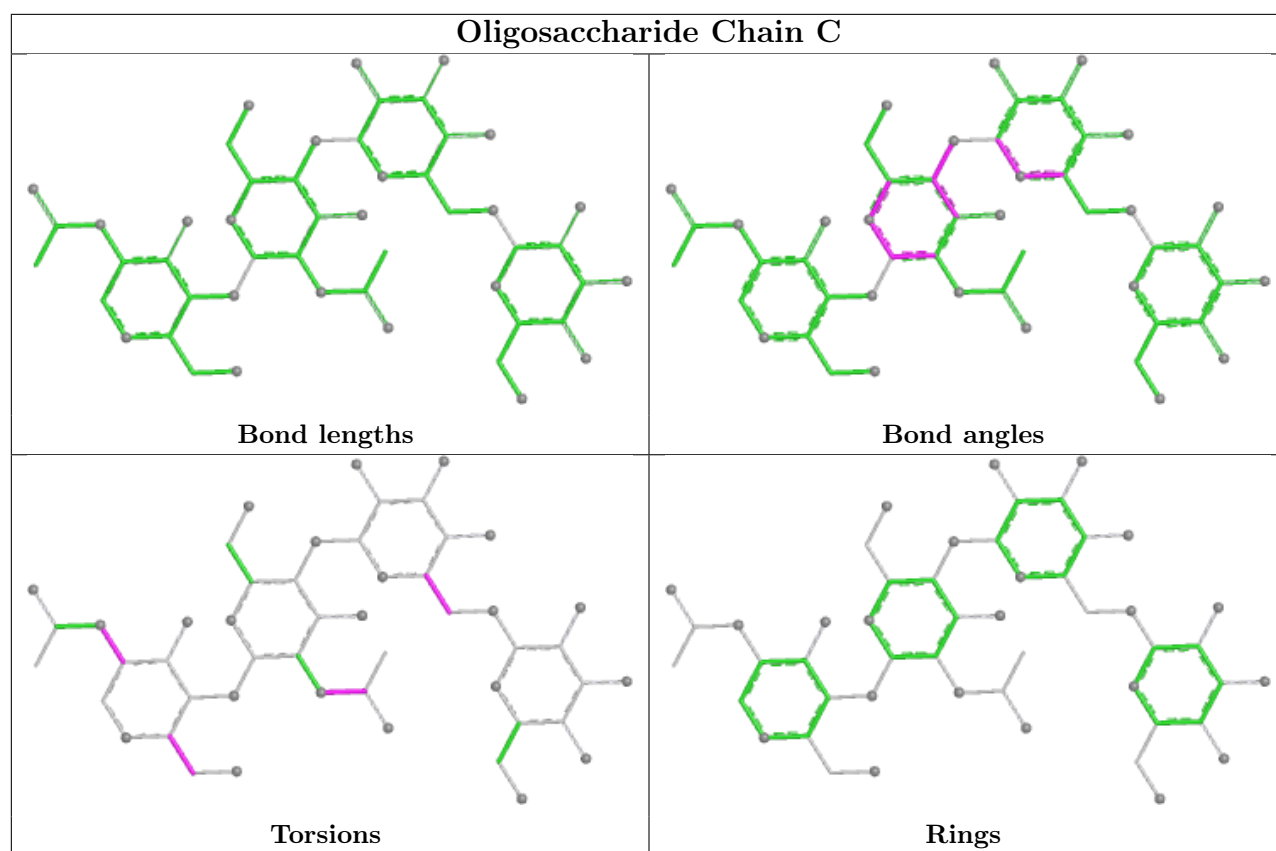 Oligosaccharide Chain C
Bond lengths
Bond angles
Torsions
Rings